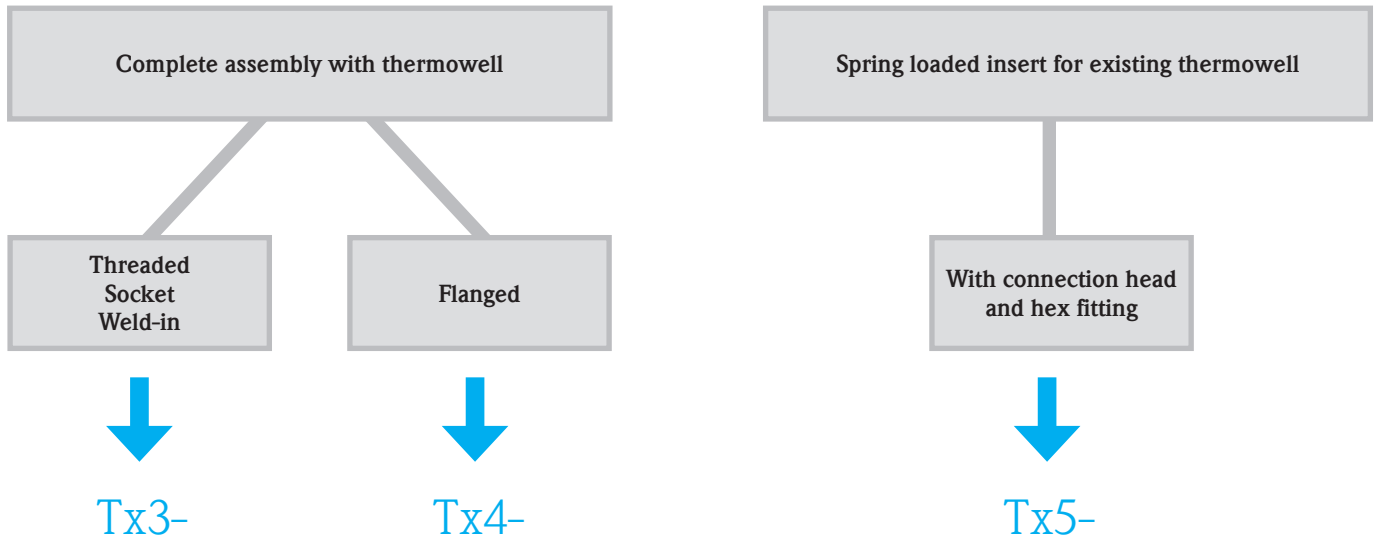 Complete assembly with thermowell
Spring loaded insert for existing thermowell
Threaded
Socket
Weld-in
Flanged
With connection head
and hex fitting
Tx3-
Tx4-
Tx5-